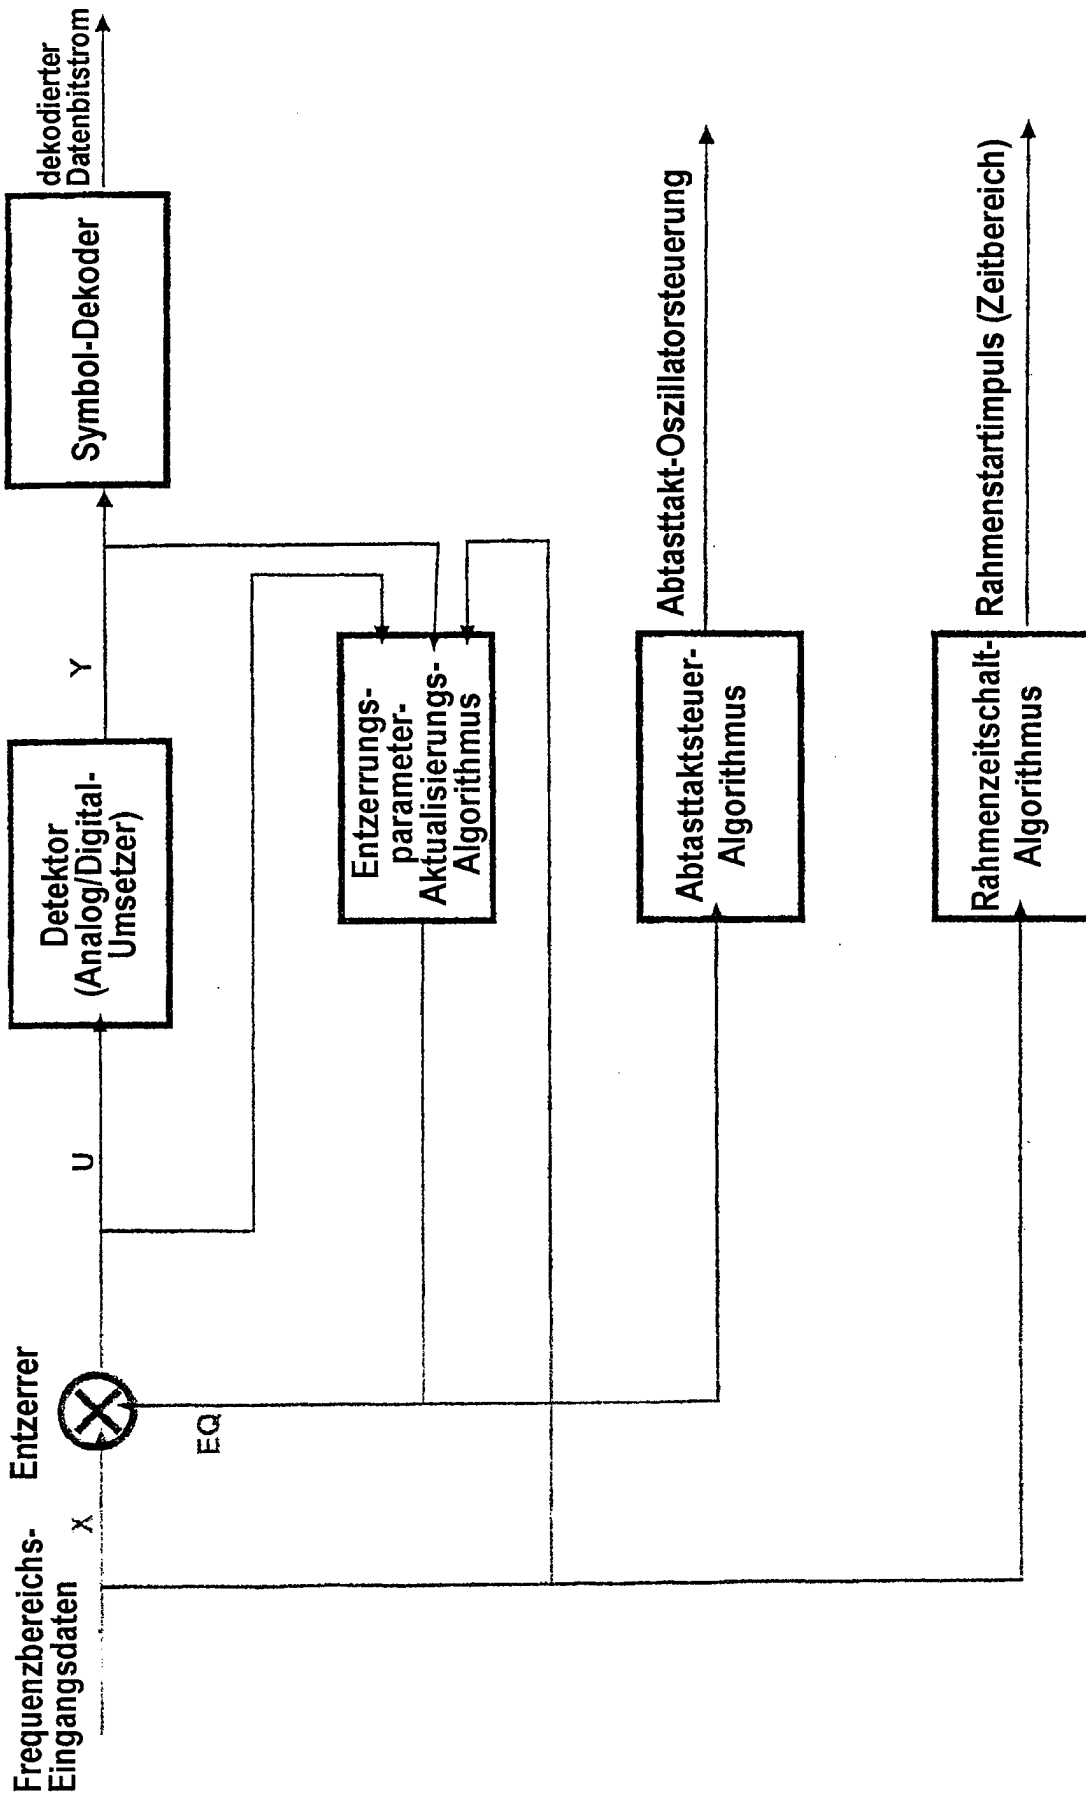 Frequenzbereichs-
Eingangsdaten
X
Entzerrer
EQ
U
Detektor
(Analog/Digital-
Umsetzer)
Y
Symbol-Dekoder
dekodierter
Datenbitstrom
Entzerrungs-
parameter-
Aktualisierungs-
Algorithmus
Abtasttaktsteuer-
Algorithmus
Abtasttakt-Oszillatorsteuerung
Rahmenzeitschalt-
Algorithmus
Rahmenstartimpuls (Zeitbereich)